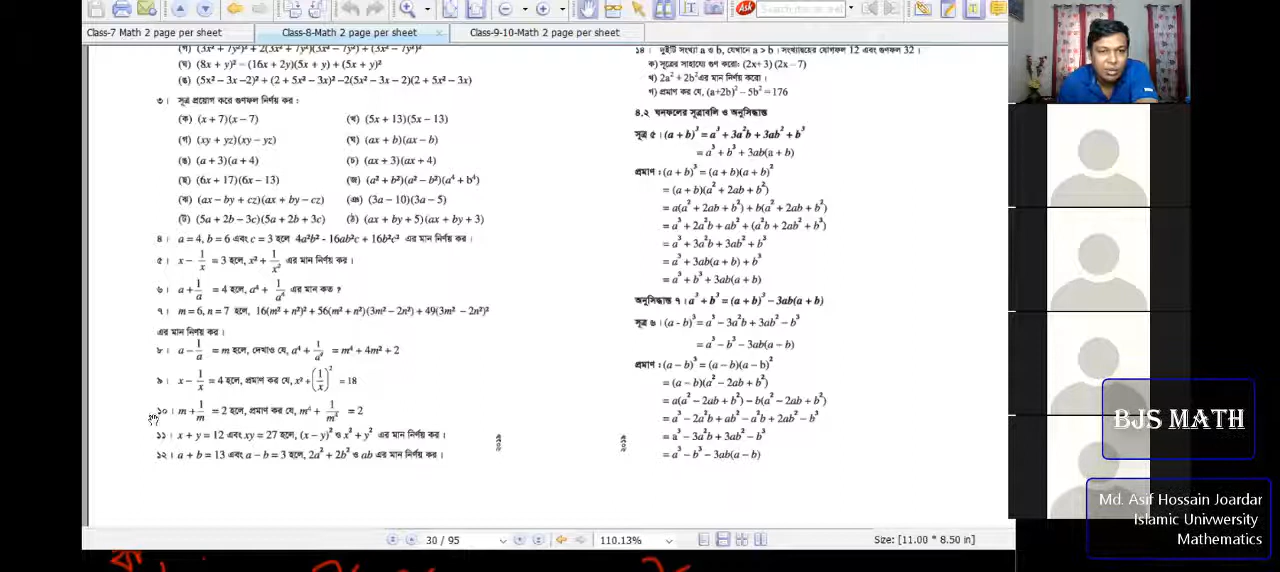 Class-7 Math 2 page per sheet
Class-8-Math 2 page per sheet
Class-9-10-Math 2 page per sheet
Ask
(গ) (3x² + 7y²)² + 2(3x² + 7y²)(3x² − 7y²) + (3x² − 7y²)²
(ঘ) (8x + y)² − (16x + 2y)(5x + y) + (5x + y)²
(ঙ) (5x² − 3x −2)² + (2 + 5x² − 3x)² −2(5x² − 3x − 2)(2 + 5x² − 3x)
৩। সূত্র প্রয়োগ করে গুণফল নির্ণয় কর :
(ক) (x + 7)(x − 7) (খ) (5x + 13)(5x − 13)
(গ) (xy + yz)(xy − yz) (ঘ) (ax + b)(ax − b)
(ঙ) (a + 3)(a + 4) (চ) (ax + 3)(ax + 4)
(ছ) (6x + 17)(6x − 13) (জ) (a² + b²)(a² − b²)(a⁴ + b⁴)
(ঝ) (ax − by + cz)(ax + by − cz) (ঞ) (3a − 10)(3a − 5)
(ট) (5a + 2b − 3c)(5a + 2b + 3c) (ঠ) (ax + by + 5)(ax + by + 3)
৪। a = 4, b = 6 এবং c = 3 হলে 4a²b² - 16ab²c + 16b²c² এর মান নির্ণয় কর।
৫। x − 1/x = 3 হলে, x² + 1/x² এর মান নির্ণয় কর।
৬। a + 1/a = 4 হলে, a⁴ + 1/a⁴ এর মান কত ?
৭। m = 6, n = 7 হলে, 16(m² + n²)² + 56(m² + n²)(3m² − 2n²) + 49(3m² − 2n²)²
এর মান নির্ণয় কর।
৮। a − 1/a = m হলে, দেখাও যে, a⁴ + 1/a⁴ = m⁴ + 4m² + 2
৯। x − 1/x = 4 হলে, প্রমাণ কর যে, x² + (1/x)² = 18
১০। m + 1/m = 2 হলে, প্রমাণ কর যে, m⁴ + 1/m⁴ = 2
১১। x + y = 12 এবং xy = 27 হলে, (x − y)² ও x² + y² এর মান নির্ণয় কর।
১২। a + b = 13 এবং a − b = 3 হলে, 2a² + 2b² ও ab এর মান নির্ণয় কর।
১৪। দুইটি সংখ্যা a ও b, যেখানে a > b । সংখ্যাদ্বয়ের যোগফল 12 এবং গুণফল 32।
ক) সূত্রের সাহায্যে গুণ করো: (2x+ 3) (2x − 7)
খ) 2a² + 2b² এর মান নির্ণয় করো।
গ) প্রমাণ কর যে, (a+2b)² − 5b² = 176
৪.২ ঘনফলের সূত্রাবলি ও অনুসিদ্ধান্ত
সূত্র ৫। (a + b)³ = a³ + 3a²b + 3ab² + b³
= a³ + b³ + 3ab(a + b)
প্রমাণ : (a + b)³ = (a + b)(a + b)²
= (a + b)(a² + 2ab + b²)
= a(a² + 2ab + b²) + b(a² + 2ab + b²)
= a³ + 2a²b + ab² + (a²b + 2ab² + b³)
= a³ + 3a²b + 3ab² + b³
= a³ + 3ab(a + b) + b³
= a³ + b³ + 3ab(a + b)
অনুসিদ্ধান্ত ৭। a³ + b³ = (a + b)³ − 3ab(a + b)
সূত্র ৬। (a - b)³ = a³ − 3a²b + 3ab² − b³
= a³ − b³ − 3ab(a − b)
প্রমাণ : (a − b)³ = (a − b)(a − b)²
= (a − b)(a² − 2ab + b²)
= a(a² − 2ab + b²) − b(a² − 2ab + b²)
= a³ − 2a²b + ab² − a²b + 2ab² − b³
= a³ − 3a²b + 3ab² − b³
= a³ − b³ − 3ab(a − b)
30 / 95
110.13%
Size: [11.00 * 8.50 in]
BJS MATH
Md. Asif Hossain Joardar
Islamic Univwersity
Mathematics